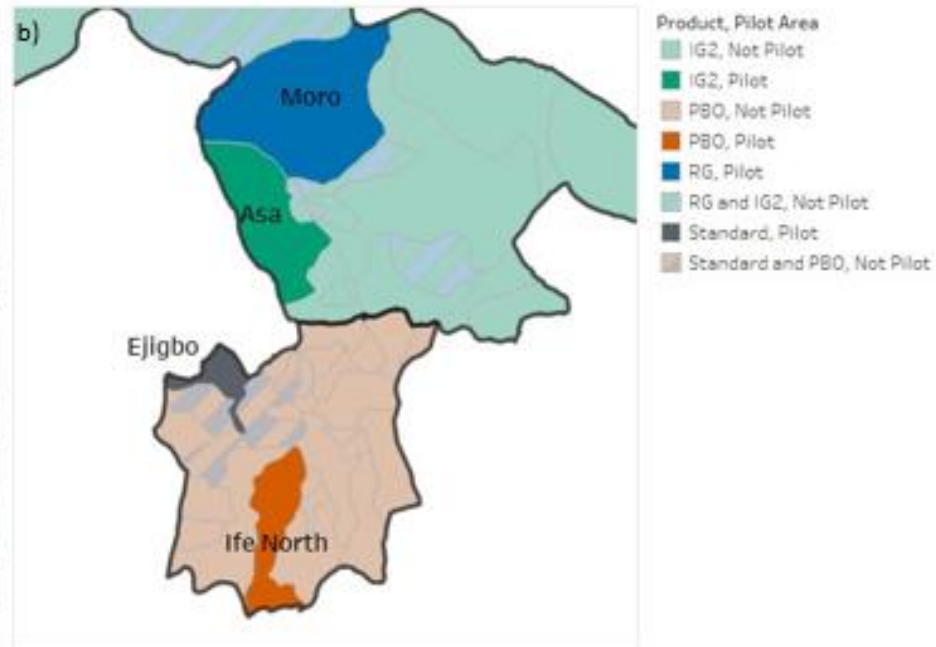 b)
Moro
Asa
Ejigbo
Ife North
Product, Pilot Area
IG2, Not Pilot
IG2, Pilot
PBO, Not Pilot
PBO, Pilot
RG, Pilot
RG and IG2, Not Pilot
Standard, Pilot
Standard and PBO, Not Pilot